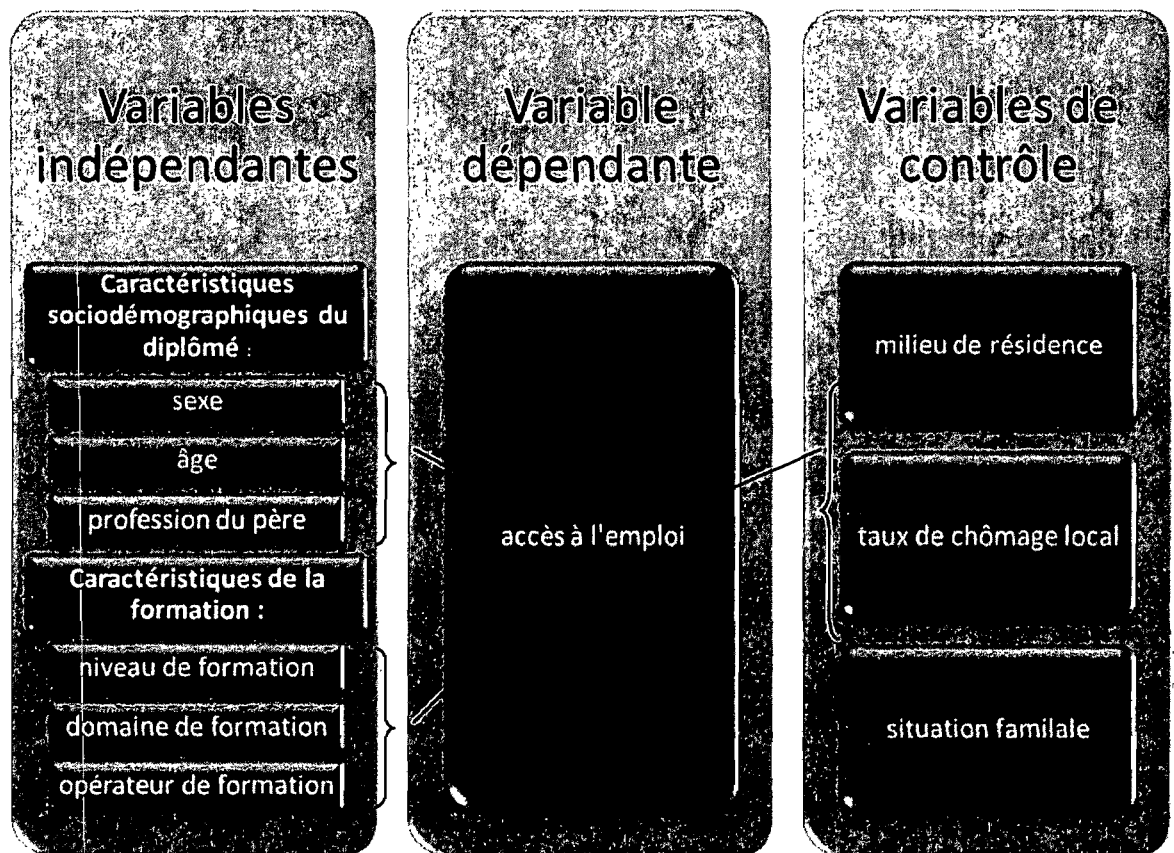 Variables
indépendantes
Caractéristiques
sociodémographiques du
diplômé :
sexe
âge
profession du père
Caractéristiques de la
formation :
niveau de formation
domaine de formation
opérateur de formation
Variable
dépendante
accès à l'emploi
Variables de
contrôle
milieu de résidence
taux de chômage local
situation familale